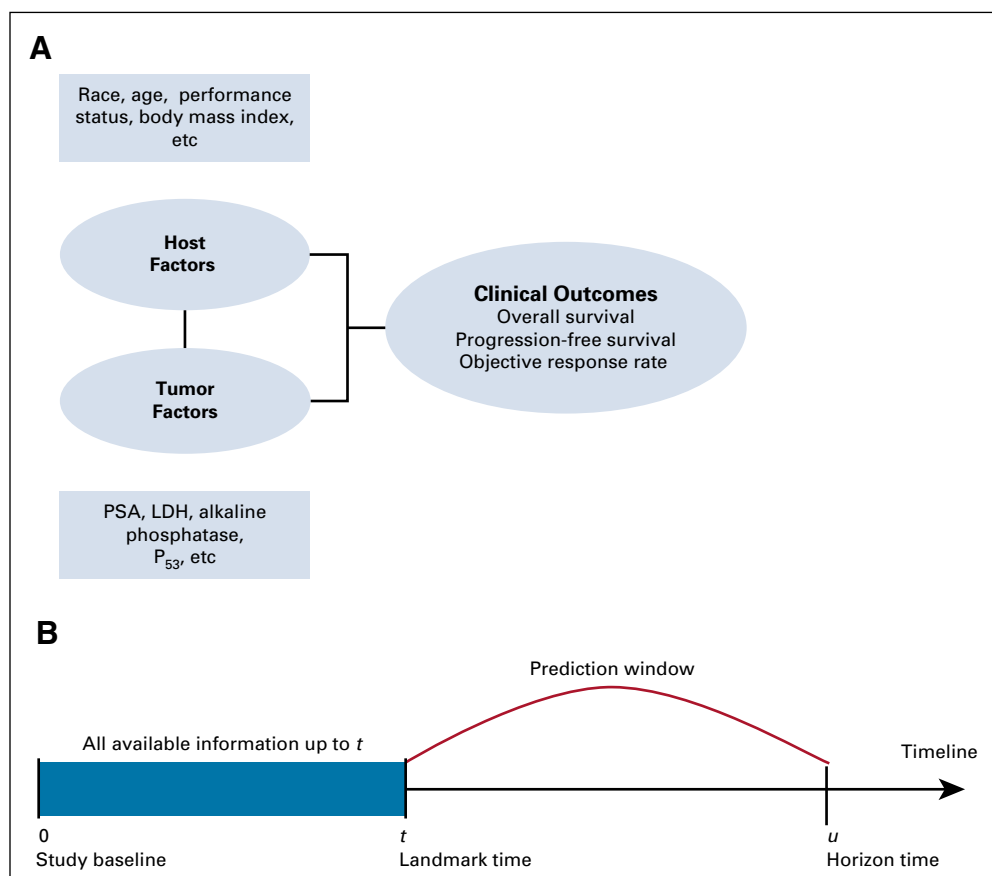 A
Race, age, performance
status, body mass index,
etc
Host
Factors
Clinical Outcomes
Overall survival
Progression-free survival
Objective response rate
Tumor
Factors
PSA, LDH, alkaline
phosphatase,
P53, etc
B
Prediction window
All available information up to t
Timeline
0
t
u
Study baseline
Landmark time
Horizon time